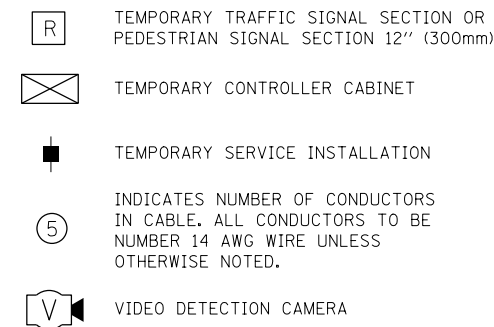 R TEMPORARY TRAFFIC SIGNAL SECTION OR
PEDESTRIAN SIGNAL SECTION 12″ (300mm)
TEMPORARY CONTROLLER CABINET
TEMPORARY SERVICE INSTALLATION
INDICATES NUMBER OF CONDUCTORS
IN CABLE. ALL CONDUCTORS TO BE
5 NUMBER 14 AWG WIRE UNLESS
OTHERWISE NOTED.
V VIDEO DETECTION CAMERA